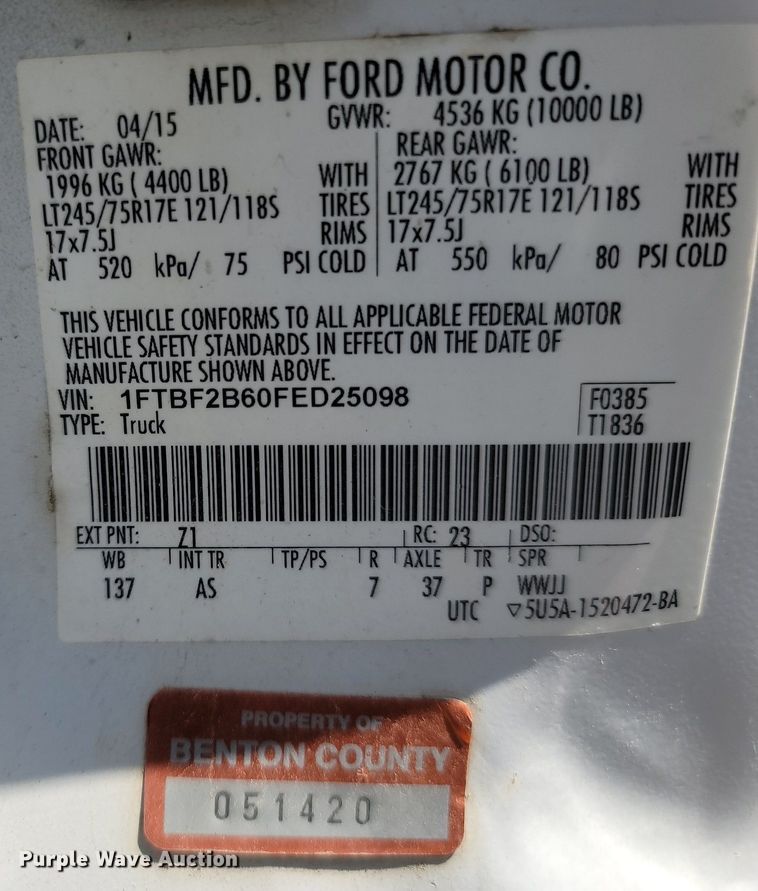 MFD. BY FORD MOTOR CO.
DATE: 04/15 GVWR: 4536 KG (10000 LB)
FRONT GAWR: REAR GAWR:
1996 KG ( 4400 LB) WITH 2767 KG ( 6100 LB) WITH
LT245/75R17E 121/118S TIRES LT245/75R17E 121/118S TIRES
17x7.5J RIMS 17x7.5J RIMS
AT 520 kPa/ 75 PSI COLD AT 550 kPa/ 80 PSI COLD
THIS VEHICLE CONFORMS TO ALL APPLICABLE FEDERAL MOTOR
VEHICLE SAFETY STANDARDS IN EFFECT ON THE DATE OF
MANUFACTURE SHOWN ABOVE.
VIN: 1FTBF2B60FED25098 F0385
TYPE: Truck T1836
EXT PNT: Z1 RC: 23 DSO:
WB INT TR TP/PS R AXLE TR SPR
137 AS 7 37 P WWJJ
UTC ▽5U5A-1520472-BA
PROPERTY OF
BENTON COUNTY
051420
Purple Wave Auction